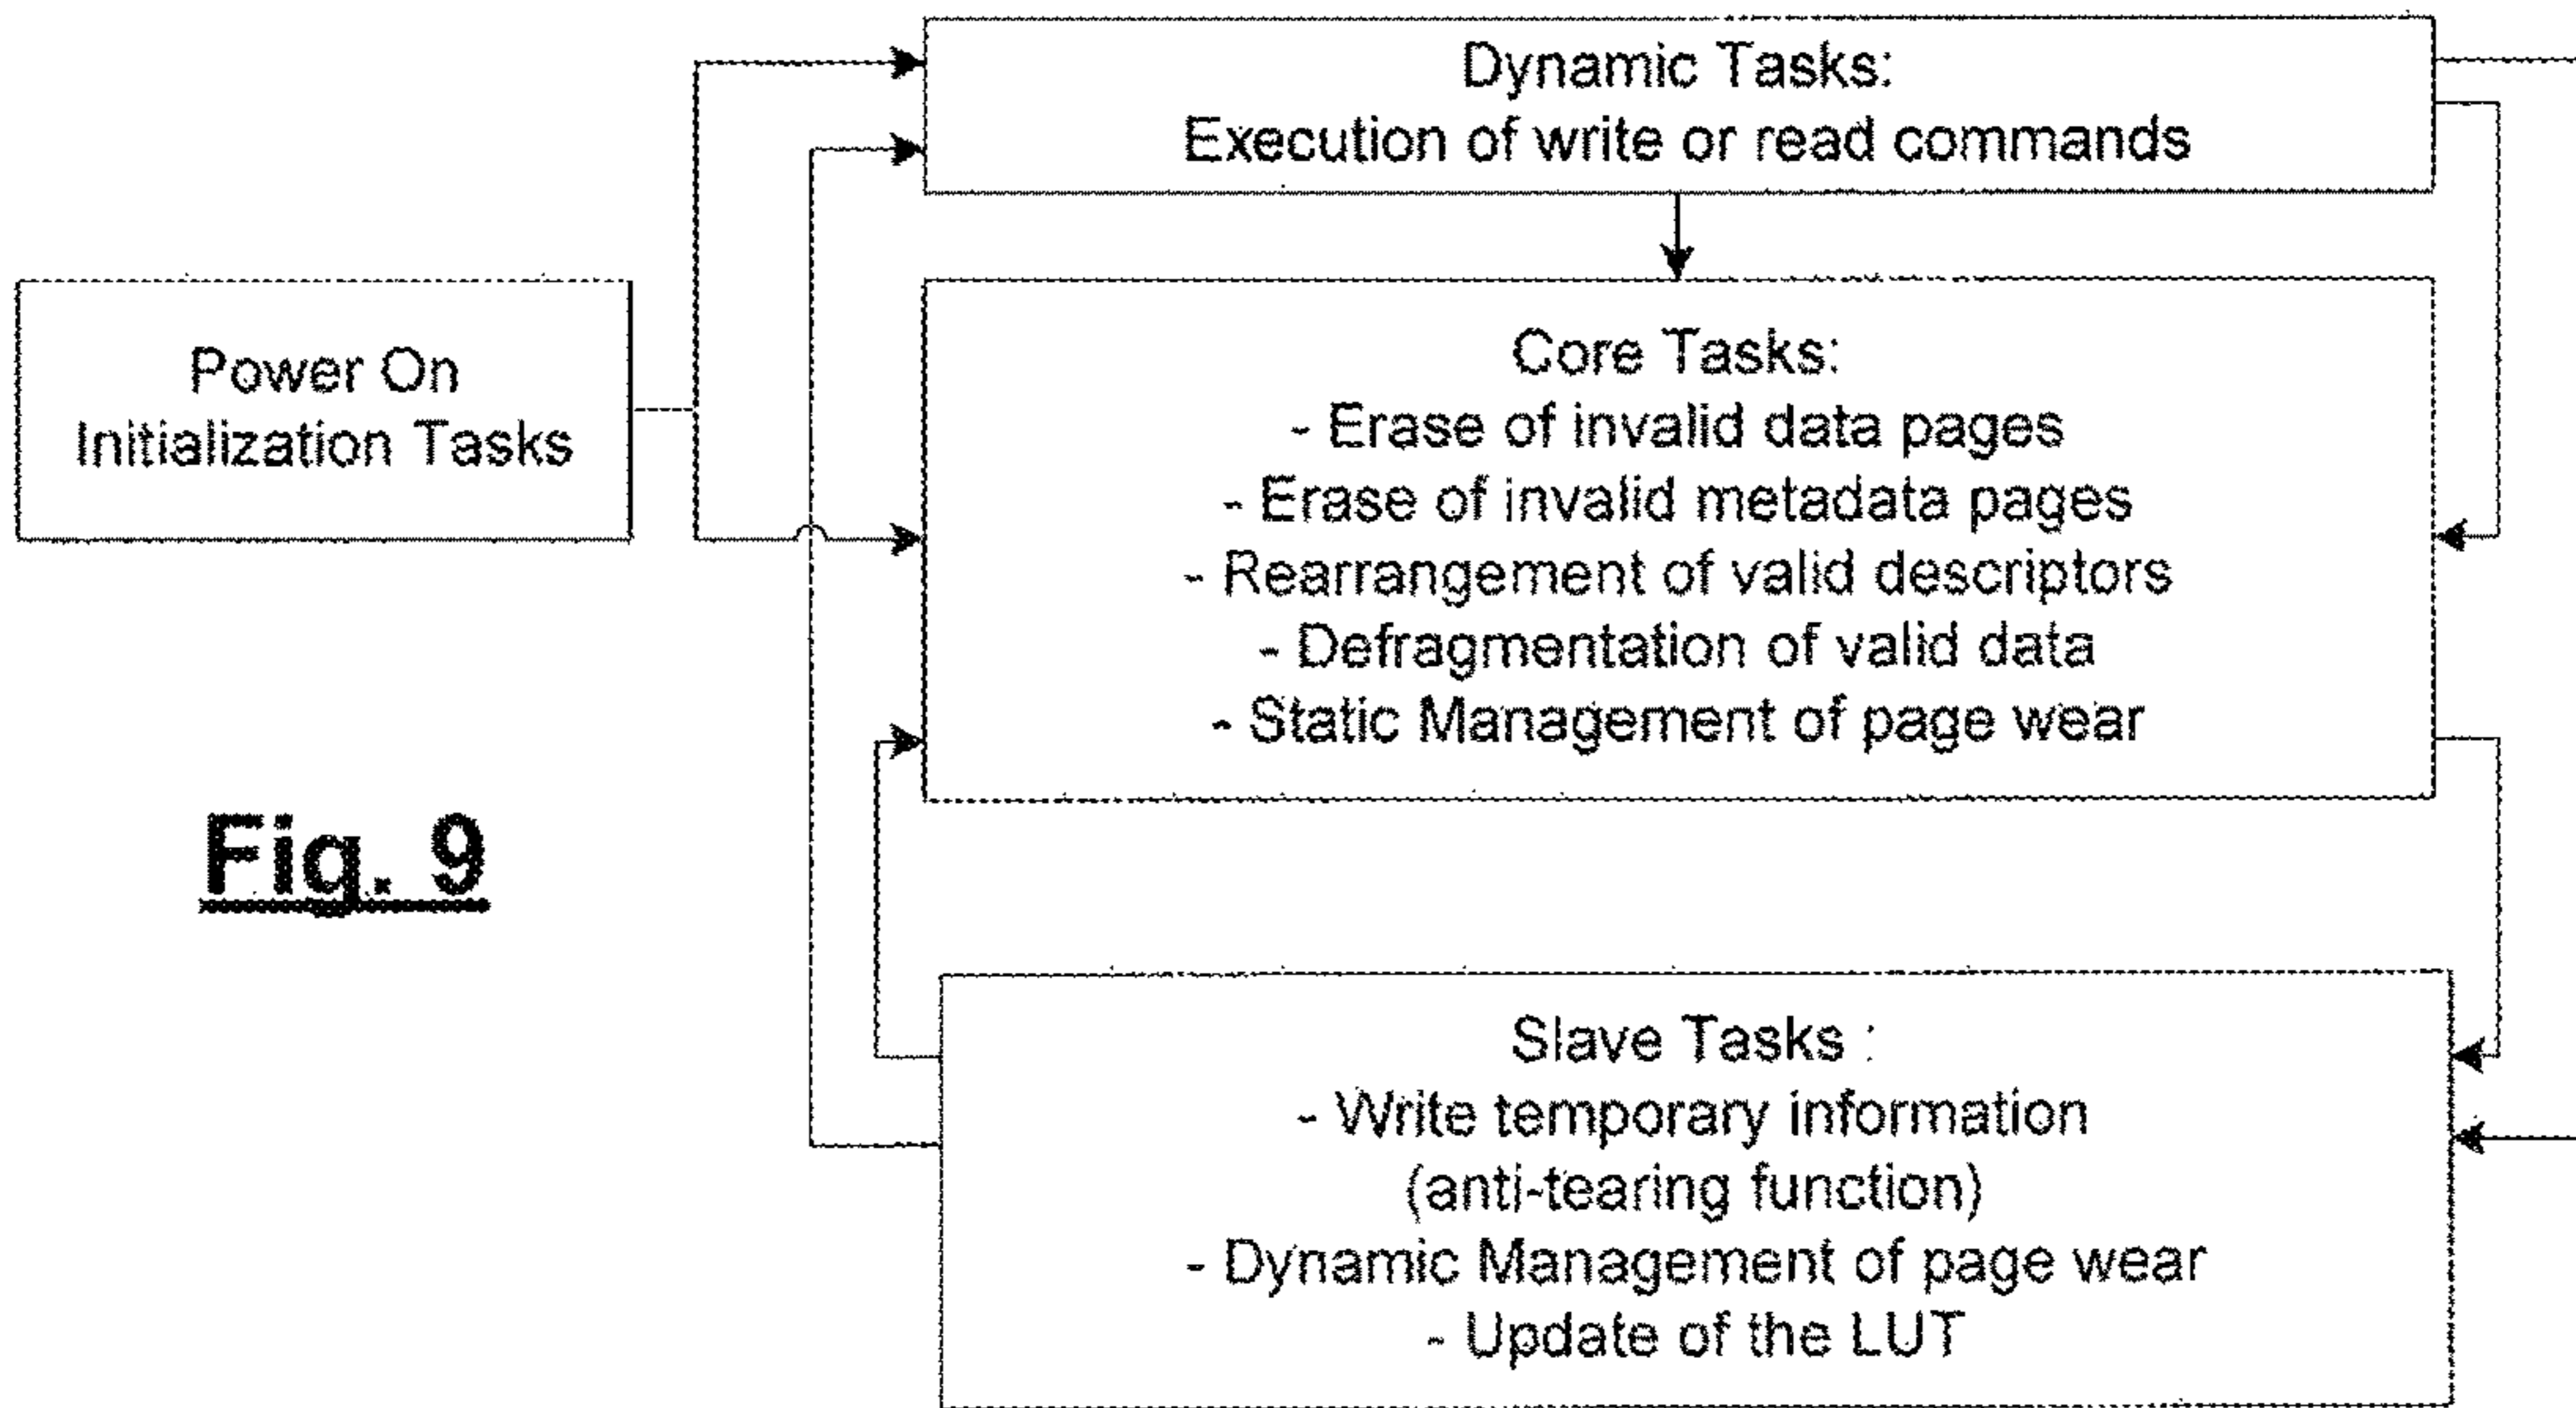 Dynamic Tasks:
Execution of write or read commands
Power On
Initialization Tasks
Core Tasks:
- Erase of invalid data pages
- Erase of invalid metadata pages
- Rearrangement of valid descriptors
- Defragmentation of valid data
- Static Management of page wear
Fig. 9
Slave Tasks :
- Write temporary information
(anti-tearing function)
- Dynamic Management of page wear
- Update of the LUT